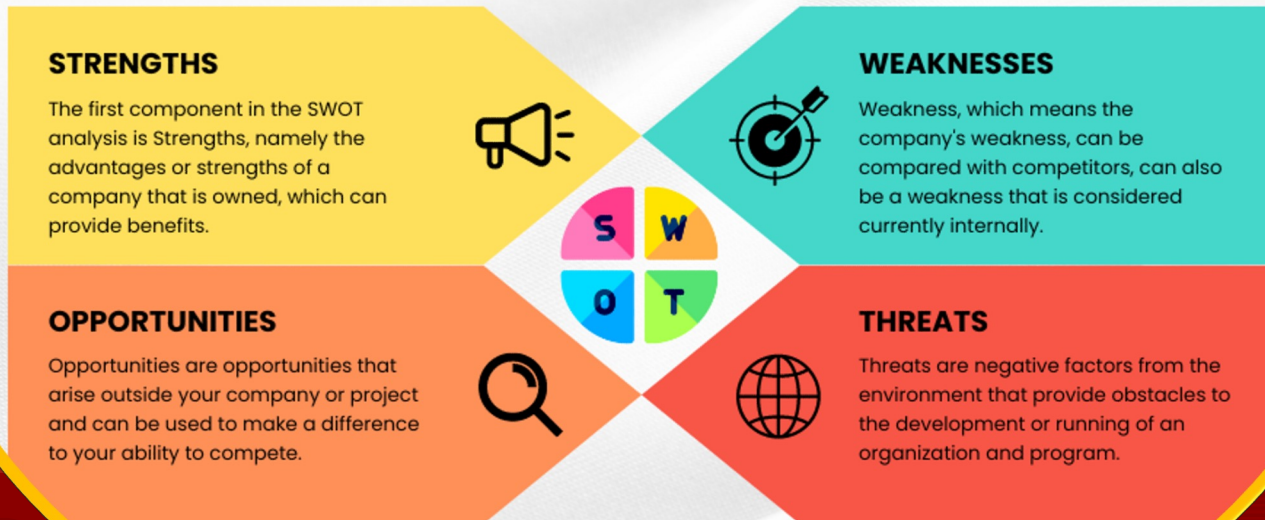 STRENGTHS
The first component in the SWOT
analysis is Strengths, namely the
advantages or strengths of a
company that is owned, which can
provide benefits.
WEAKNESSES
Weakness, which means the
company's weakness, can be
compared with competitors, can also
be a weakness that is considered
currently internally.
S W
O T
OPPORTUNITIES
Opportunities are opportunities that
arise outside your company or project
and can be used to make a difference
to your ability to compete.
THREATS
Threats are negative factors from the
environment that provide obstacles to
the development or running of an
organization and program.